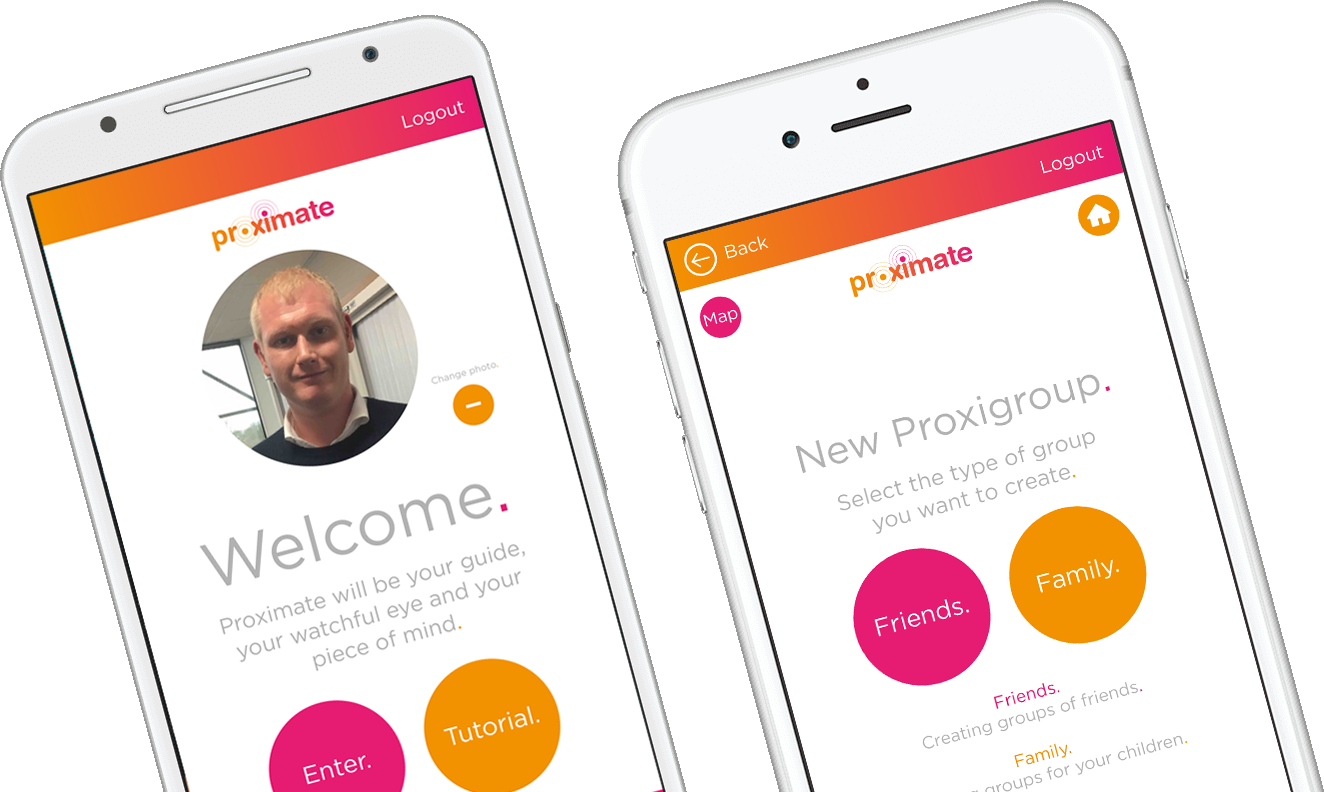 Logout
proximate
Change photo.
Welcome.
Proximate will be your guide,
your watchful eye and your
piece of mind.
Enter.
Tutorial.
Logout
Back
proximate
Map
New Proxigroup.
Select the type of group
you want to create.
Friends.
Family.
Friends.
Creating groups of friends.
Family.
groups for your children.